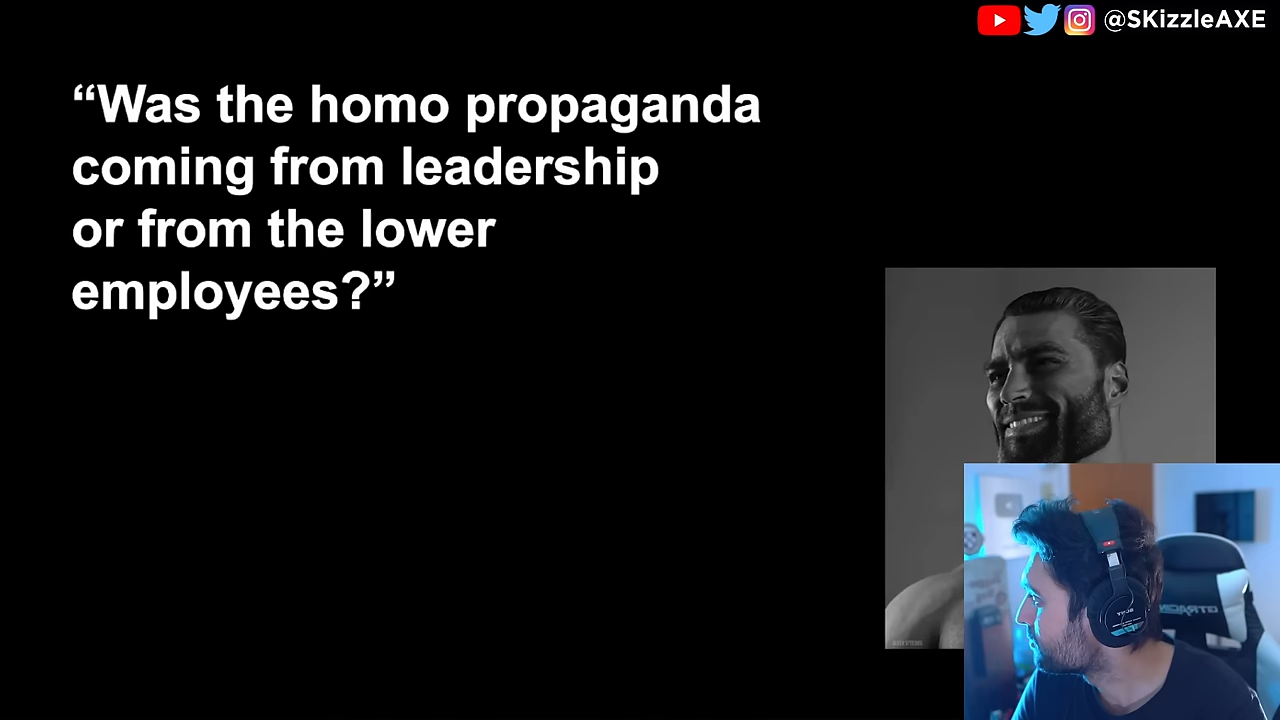 @SKizzleAXE
“Was the homo propaganda
coming from leadership
or from the lower
employees?”